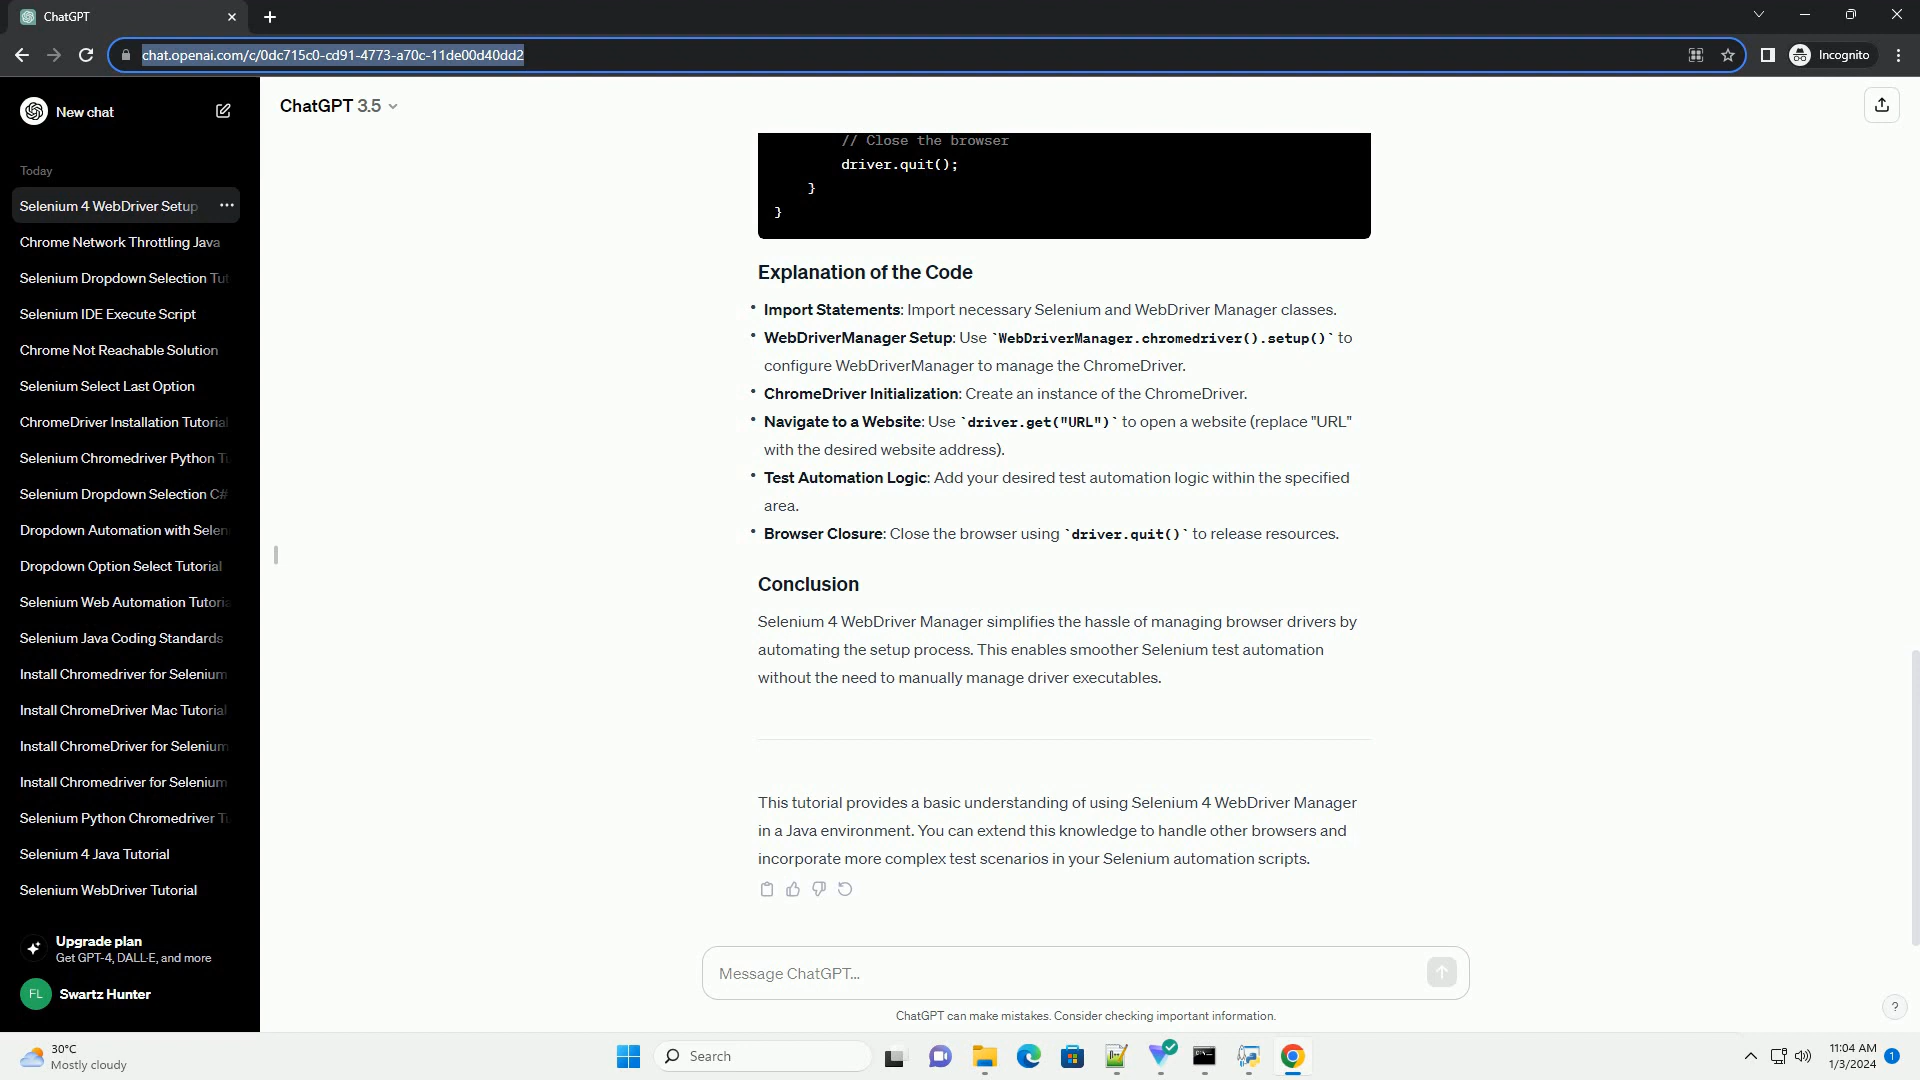 ChatGPT
chat.openai.com/c/0dc715c0-cd91-4773-a70c-11de00d40dd2
Incognito
New chat
Today
Selenium 4 WebDriver Setup
Chrome Network Throttling Java
Selenium Dropdown Selection Tut
Selenium IDE Execute Script
Chrome Not Reachable Solution
Selenium Select Last Option
ChromeDriver Installation Tutorial
Selenium Chromedriver Python Tu
Selenium Dropdown Selection C#
Dropdown Automation with Selen
Dropdown Option Select Tutorial
Selenium Web Automation Tutoria
Selenium Java Coding Standards
Install Chromedriver for Selenium
Install ChromeDriver Mac Tutorial
Install ChromeDriver for Selenium
Install Chromedriver for Selenium
Selenium Python Chromedriver Tu
Selenium 4 Java Tutorial
Selenium WebDriver Tutorial
Upgrade plan
Get GPT-4, DALL·E, and more
FL Swartz Hunter
ChatGPT 3.5
// Close the browser
driver.quit();
}
}
Explanation of the Code
• Import Statements: Import necessary Selenium and WebDriver Manager classes.
• WebDriverManager Setup: Use `WebDriverManager.chromedriver().setup()` to
configure WebDriverManager to manage the ChromeDriver.
• ChromeDriver Initialization: Create an instance of the ChromeDriver.
• Navigate to a Website: Use `driver.get("URL")` to open a website (replace "URL"
with the desired website address).
• Test Automation Logic: Add your desired test automation logic within the specified
area.
• Browser Closure: Close the browser using `driver.quit()` to release resources.
Conclusion
Selenium 4 WebDriver Manager simplifies the hassle of managing browser drivers by
automating the setup process. This enables smoother Selenium test automation
without the need to manually manage driver executables.
This tutorial provides a basic understanding of using Selenium 4 WebDriver Manager
in a Java environment. You can extend this knowledge to handle other browsers and
incorporate more complex test scenarios in your Selenium automation scripts.
Message ChatGPT...
ChatGPT can make mistakes. Consider checking important information.
?
30°C
Mostly cloudy
Search
11:04 AM
1/3/2024
1